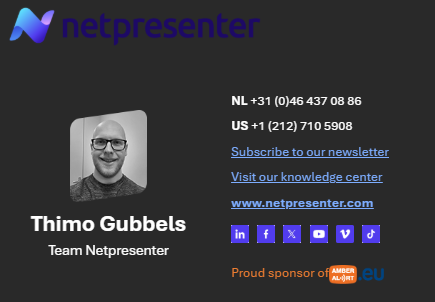 netpresenter
NL +31 (0)46 437 08 86
US +1 (212) 710 5908
Subscribe to our newsletter
Visit our knowledge center
www.netpresenter.com
Thimo Gubbels
Team Netpresenter
Proud sponsor of AMBER ALERT .eu